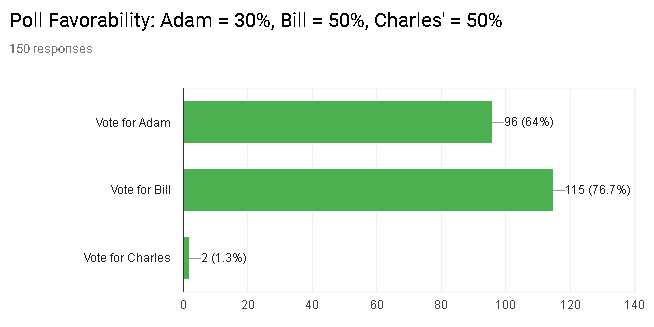 Poll Favorability: Adam = 30%, Bill = 50%, Charles' = 50%
150 responses
Vote for Adam
96 (64%)
Vote for Bill
115 (76.7%)
Vote for Charles
2 (1.3%)
0 20 40 60 80 100 120 140